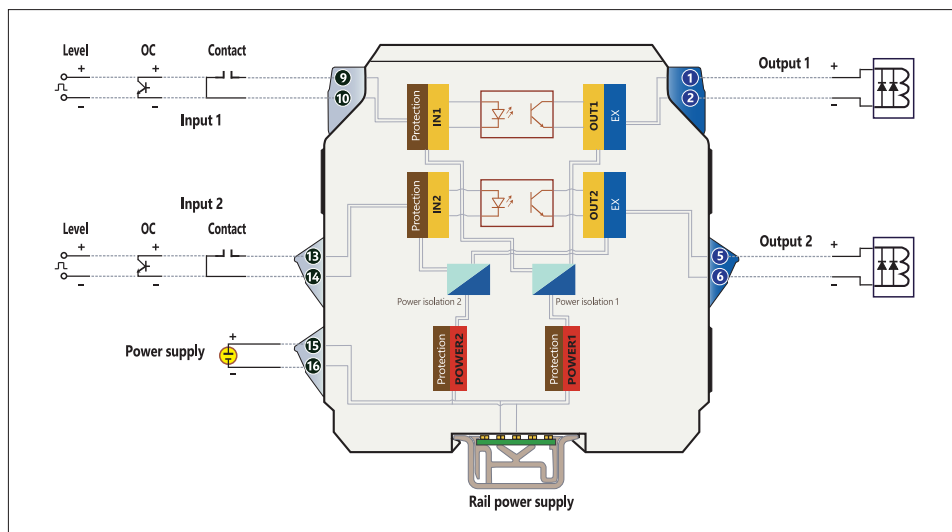 Level OC Contact
+ +
9
- -
10
Input 1
Protection
IN1
OUT1
EX
1
2
Output 1
+
-
Input 2
Level OC Contact
+ +
13
- -
14
Protection
IN2
OUT2
EX
5
6
Output 2
+
-
Power isolation 2
Power isolation 1
Power supply
+
-
15
16
Protection
POWER2
Protection
POWER1
Rail power supply